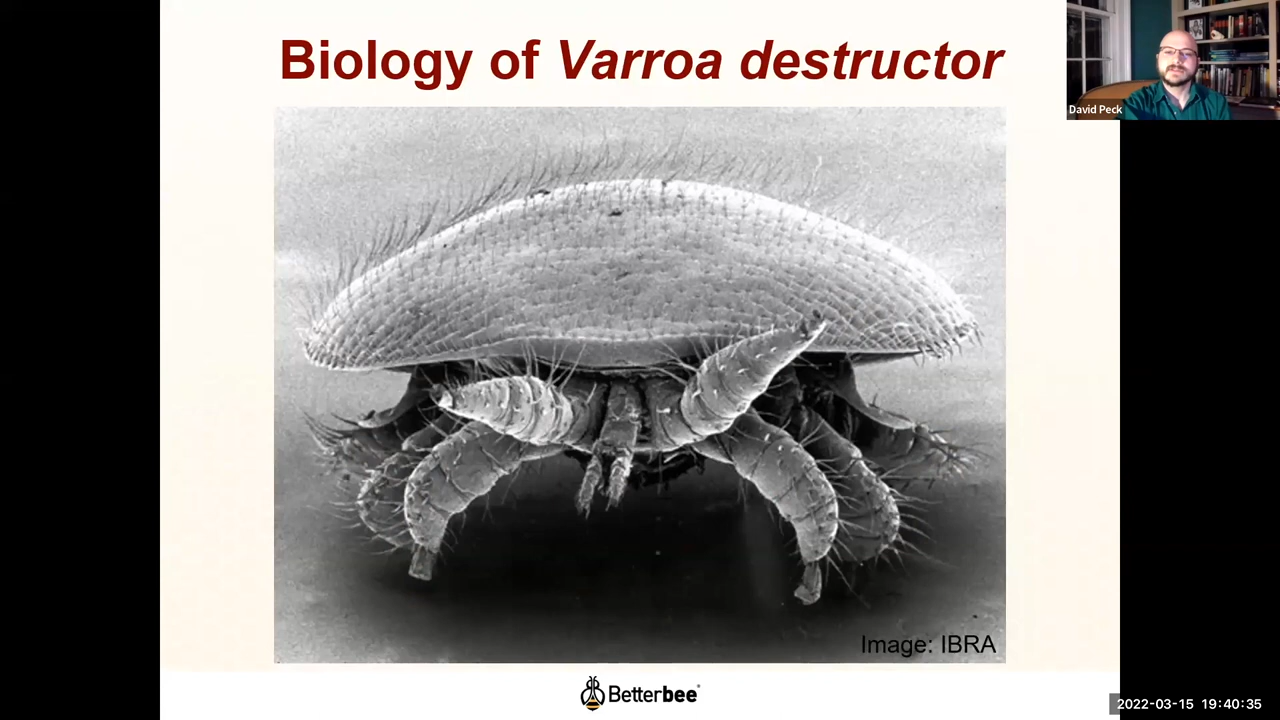 Biology of Varroa destructor
David Peck
Image: IBRA
Betterbee®
2022-03-15 19:40:35